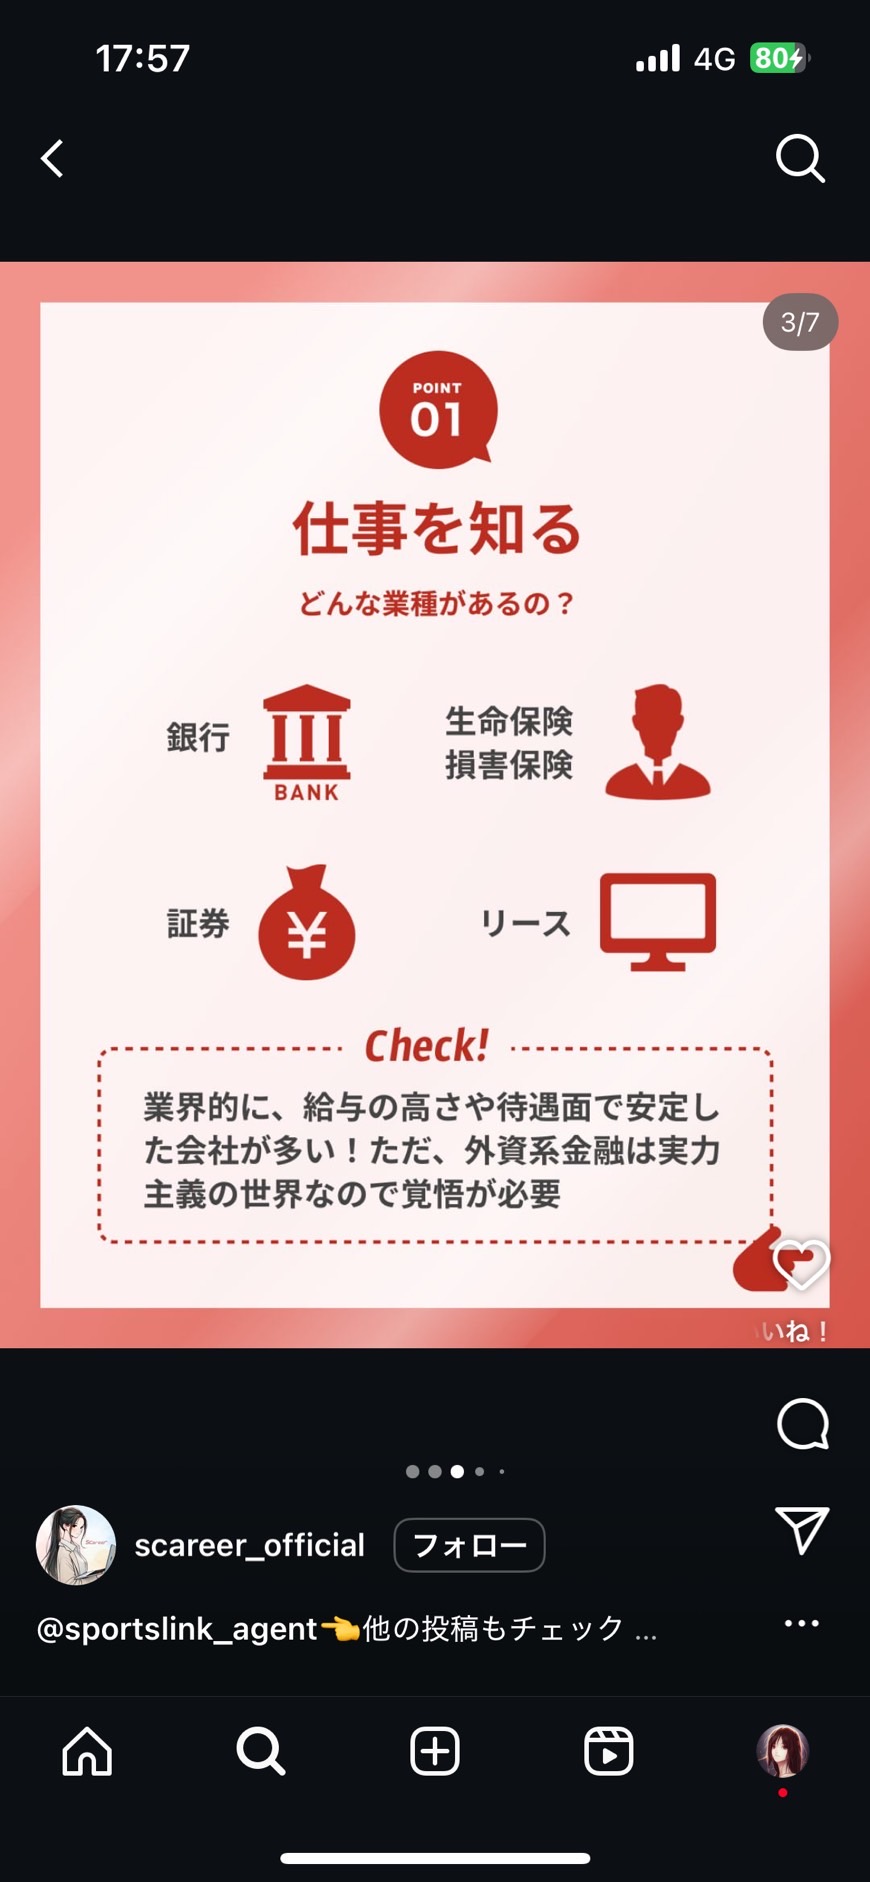 17:57
4G
80
3/7
POINT
01
仕事を知る
どんな業種があるの？
銀行
BANK
生命保険
損害保険
証券
¥
リース
Check!
業界的に、給与の高さや待遇面で安定し
た会社が多い！ただ、外資系金融は実力
主義の世界なので覚悟が必要
いね！
scareer_official
フォロー
@sportslink_agent👈他の投稿もチェック ...